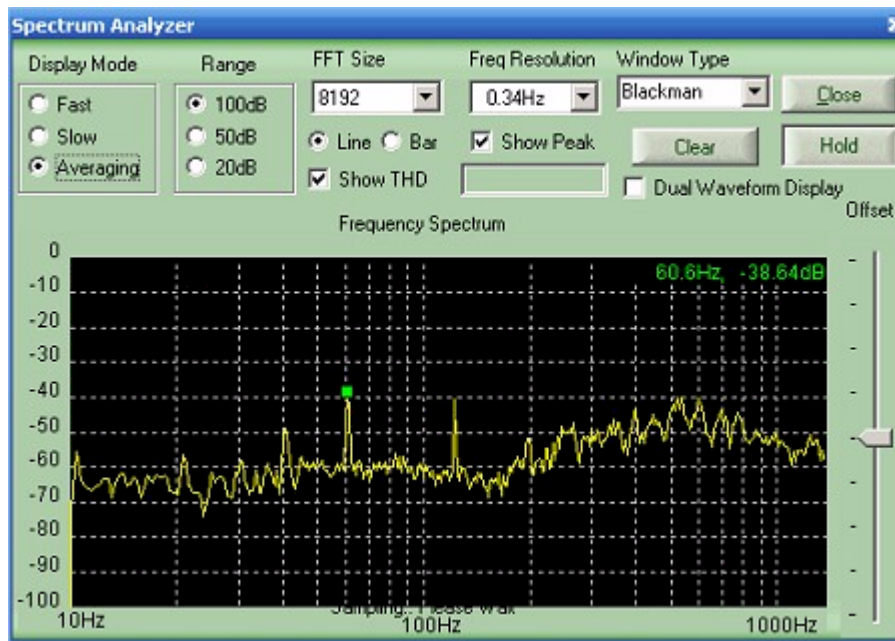 Spectrum Analyzer
Display Mode
Fast
Slow
Averaging
Range
100dB
50dB
20dB
FFT Size
8192
Line Bar
Show THD
Freq Resolution
0.34Hz
Show Peak
Window Type
Blackman
Close
Clear
Hold
Dual Waveform Display
Offset
Frequency Spectrum
60.6Hz, -38.64dB
0
-10
-20
-30
-40
-50
-60
-70
-80
-90
-100
Sampling.. Please
10Hz
100Hz
1000Hz